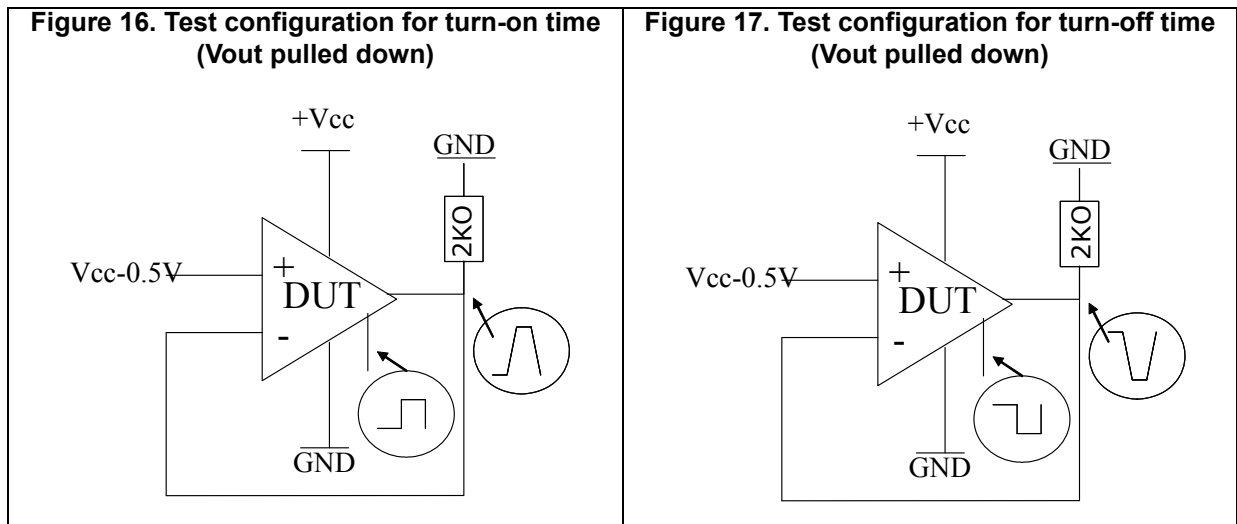 Figure 16. Test configuration for turn-on time
(Vout pulled down)
+Vcc
GND
2KO
Vcc-0.5V
+
DUT
-
GND
Figure 17. Test configuration for turn-off time
(Vout pulled down)
+Vcc
GND
2KO
Vcc-0.5V
+
DUT
-
GND